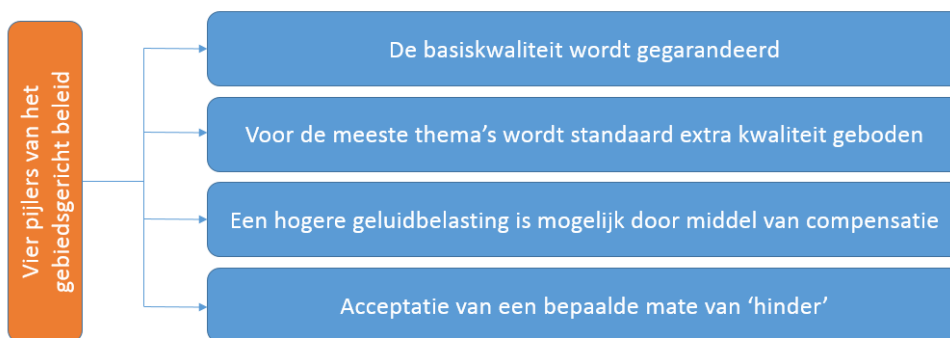 Vier pijlers van het
gebiedsgericht beleid
De basiskwaliteit wordt gegarandeerd
Voor de meeste thema’s wordt standaard extra kwaliteit geboden
Een hogere geluidbelasting is mogelijk door middel van compensatie
Acceptatie van een bepaalde mate van ‘hinder’